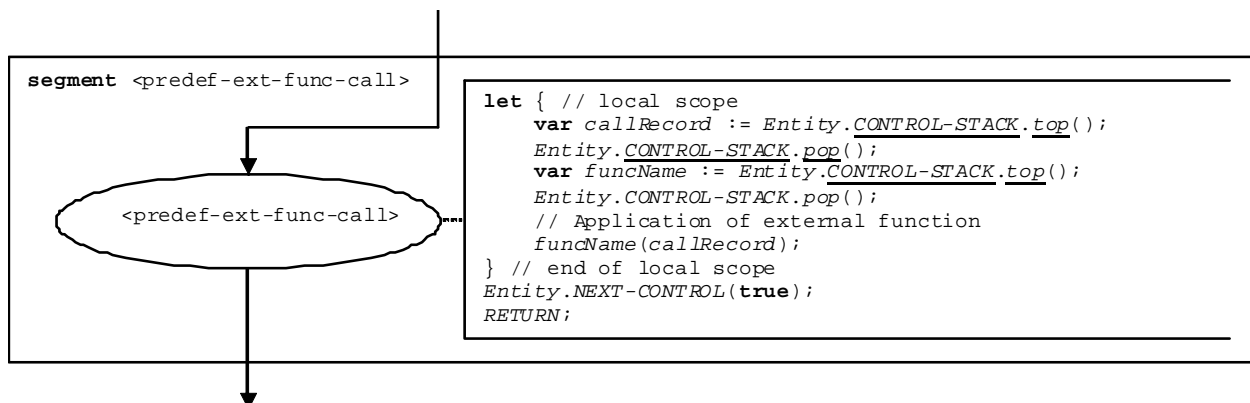 segment <predef-ext-func-call>
<predef-ext-func-call>
let { // local scope
var callRecord := Entity.CONTROL-STACK.top();
Entity.CONTROL-STACK.pop();
var funcName := Entity.CONTROL-STACK.top();
Entity.CONTROL-STACK.pop();
// Application of external function
funcName(callRecord);
} // end of local scope
Entity.NEXT-CONTROL(true);
RETURN;